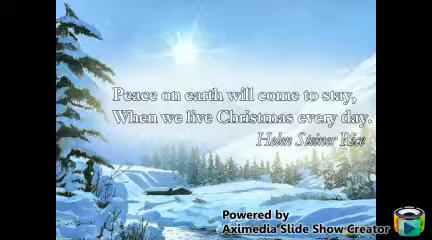 Peace on earth will come to stay,
When we live Christmas every day.
Helen Steiner Rice
Powered by
Aximedia Slide Show Creator